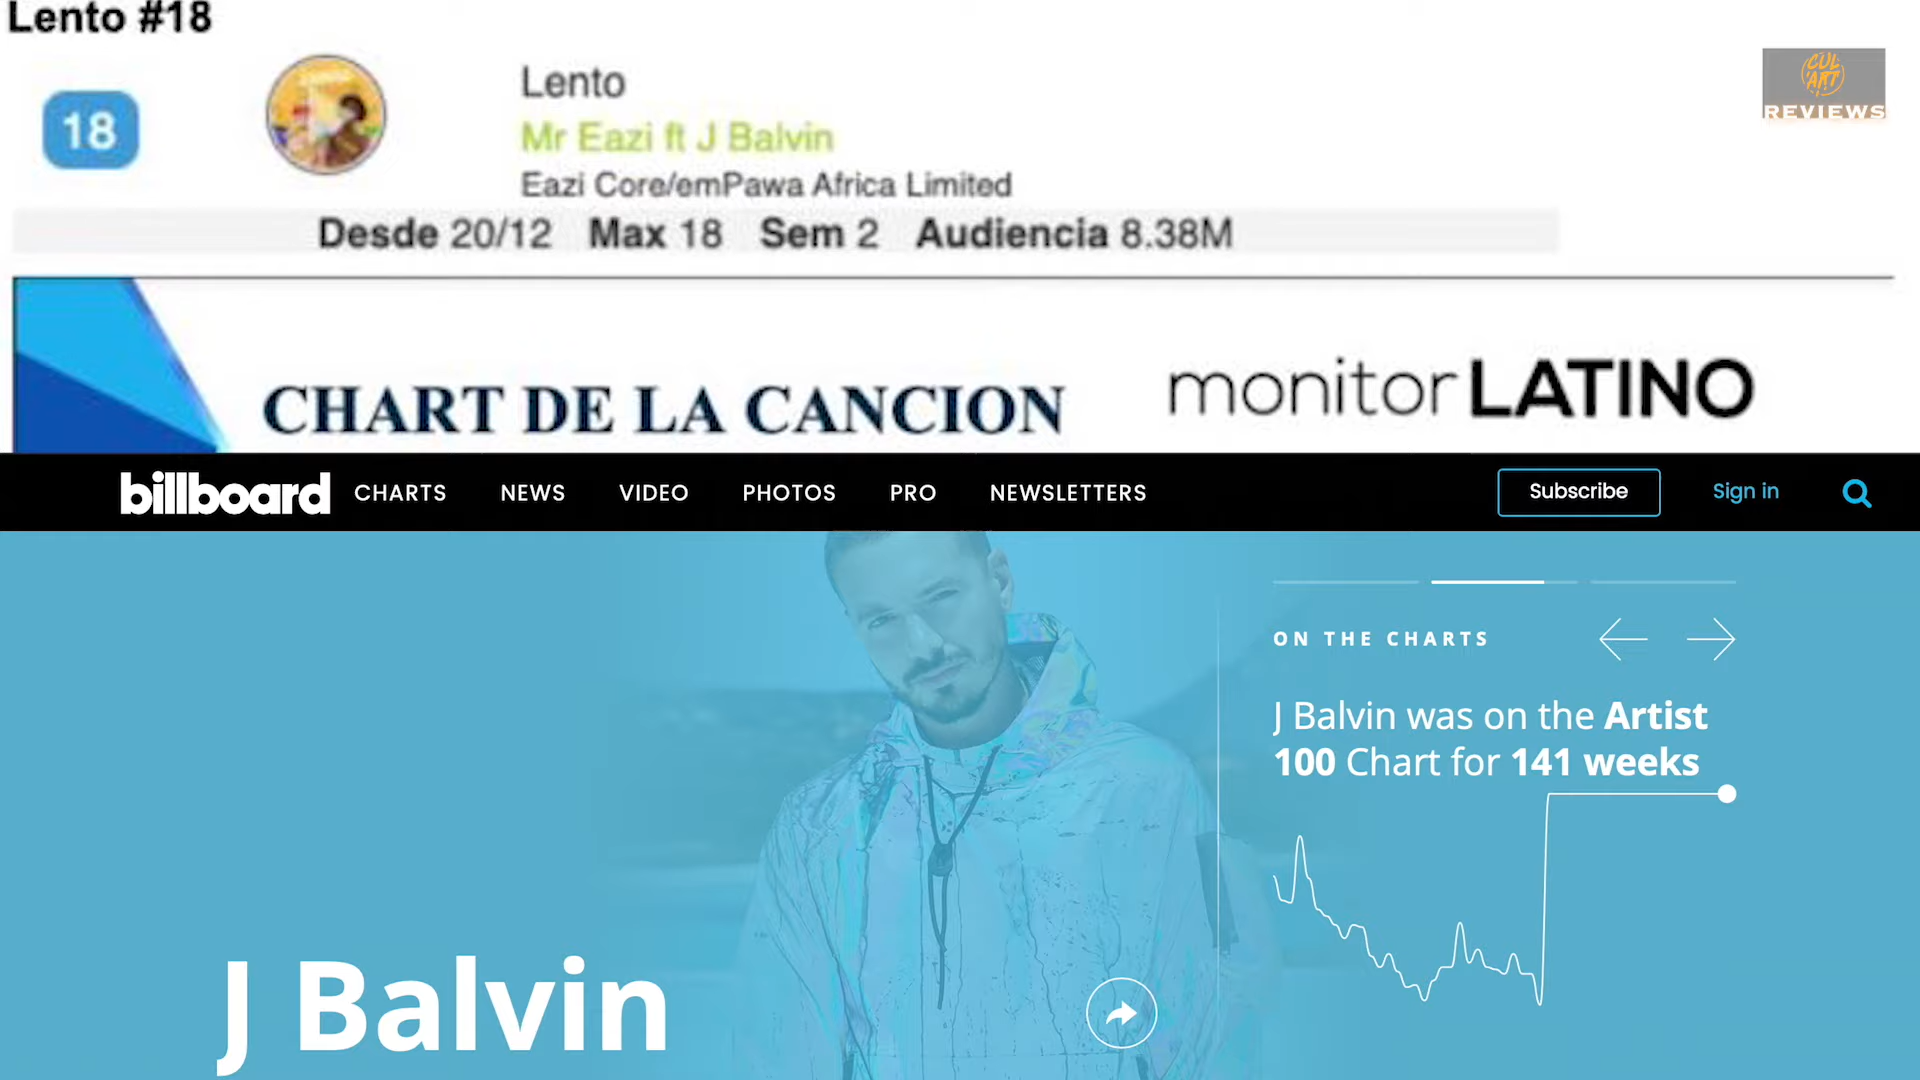 Lento #18
18
Lento
Mr Eazi ft J Balvin
Eazi Core/emPawa Africa Limited
Desde 20/12 Max 18 Sem 2 Audiencia 8.38M
CUL ART
REVIEWS
CHART DE LA CANCION
monitorLATINO
billboard CHARTS NEWS VIDEO PHOTOS PRO NEWSLETTERS Subscribe Sign in
ON THE CHARTS
J Balvin was on the Artist
100 Chart for 141 weeks
J Balvin